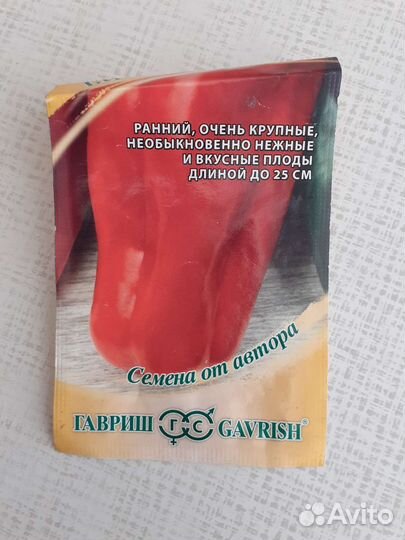 РАННИЙ, ОЧЕНЬ КРУПНЫЕ,
НЕОБЫКНОВЕННО НЕЖНЫЕ
И ВКУСНЫЕ ПЛОДЫ
ДЛИНОЙ ДО 25 СМ
Семена от автора
ГАВРИШ ГС GAVRISH®
Avito